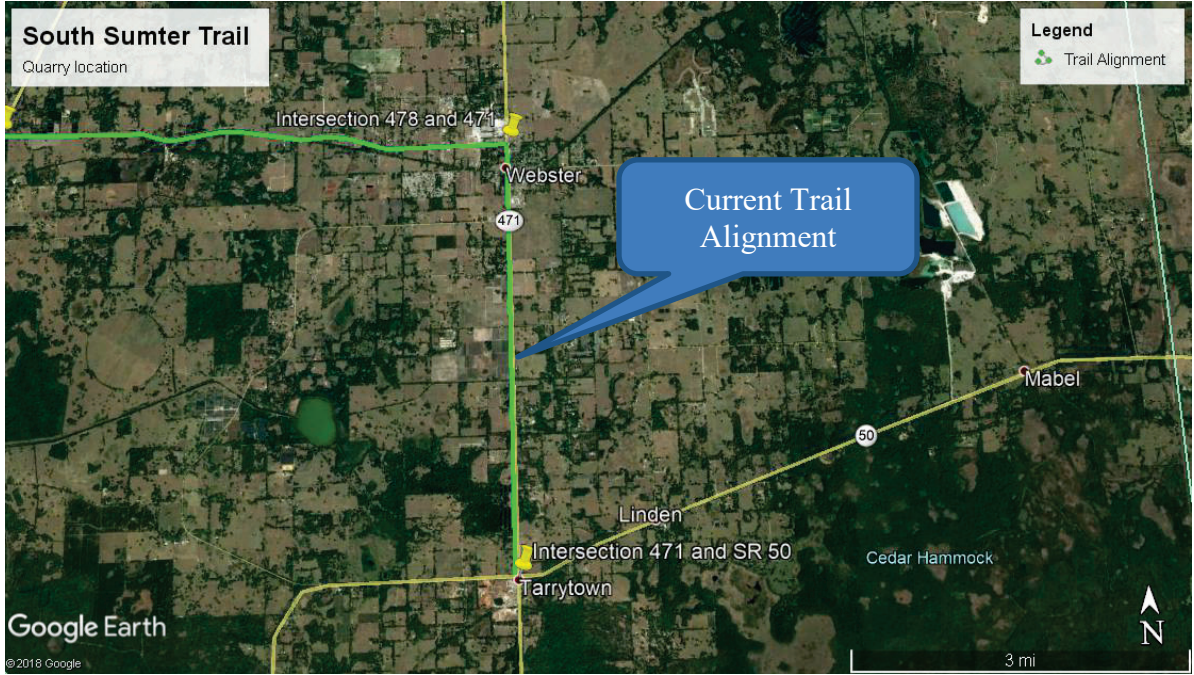 South Sumter Trail
Quarry location
Legend
Trail Alignment
Intersection 478 and 471
Webster
471
Current Trail
Alignment
Mabel
50
Linden
Intersection 471 and SR 50
Cedar Hammock
Tarrytown
Google Earth
N
©2018 Google
3 mi